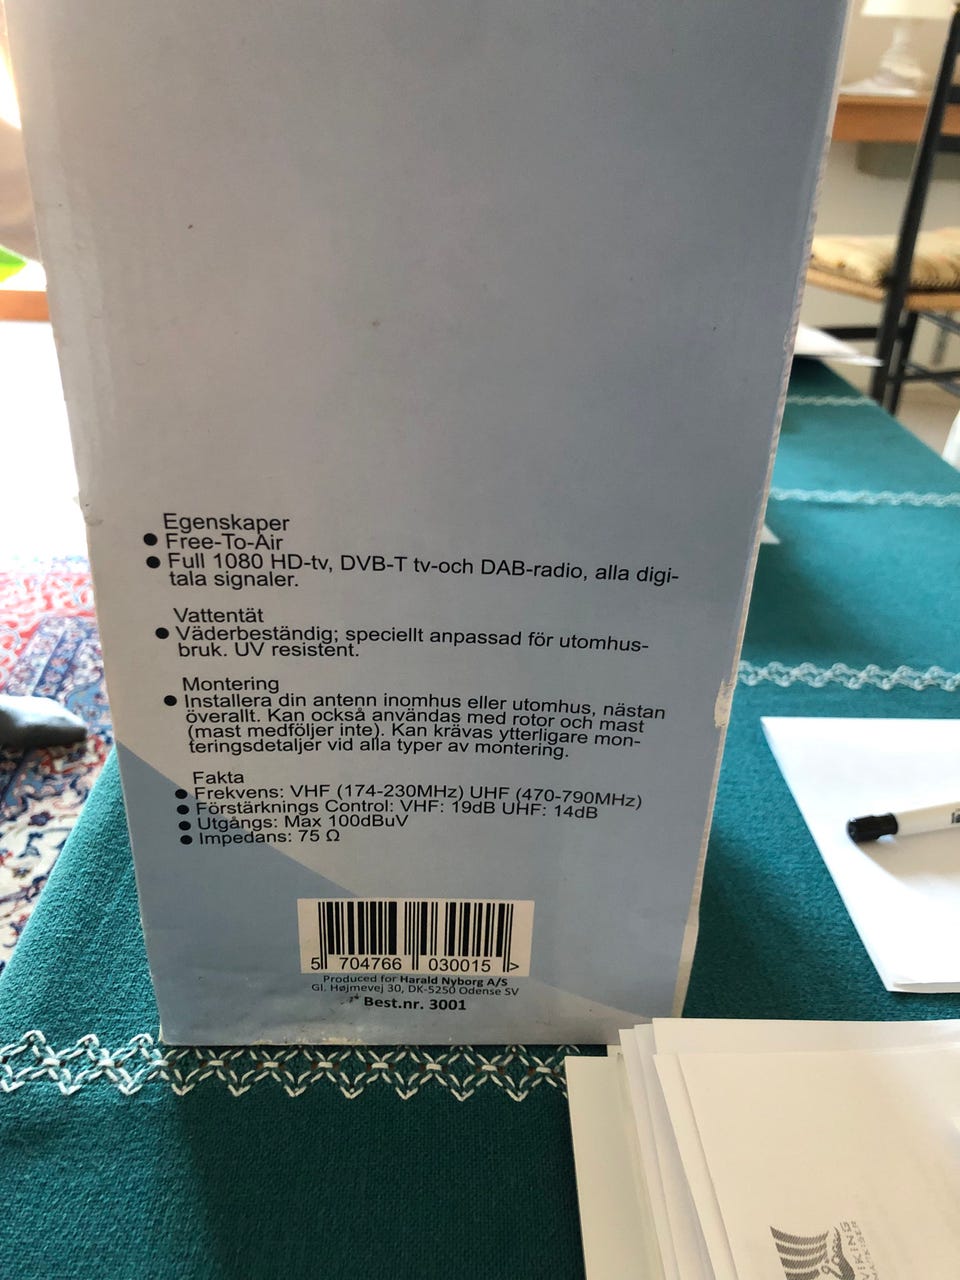 Egenskaper
● Free-To-Air
● Full 1080 HD-tv, DVB-T tv-och DAB-radio, alla digi-
tala signaler.
Vattentät
● Väderbeständig; speciellt anpassad för utomhus-
bruk. UV resistent.
Montering
● Installera din antenn inomhus eller utomhus, nästan
överallt. Kan också användas med rotor och mast
(mast medföljer inte). Kan krävas ytterligare mon-
teringsdetaljer vid alla typer av montering.
Fakta
● Frekvens: VHF (174-230MHz) UHF (470-790MHz)
● Förstärknings Control: VHF: 19dB UHF: 14dB
● Utgångs: Max 100dBuV
● Impedans: 75 Ω
5 704766 030015 >
Produced for Harald Nyborg A/S
Gl. Højmevej 30, DK-5250 Odense SV
Best.nr. 3001